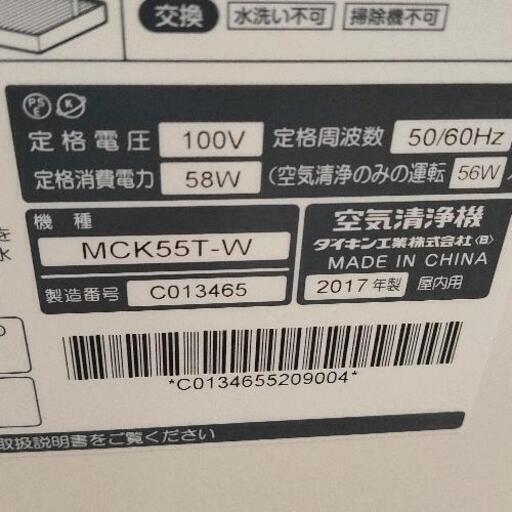 交換 水洗い不可 掃除機不可
PS E K
定格電圧 100V 定格周波数 50/60Hz
定格消費電力 58W (空気清浄のみの運転 56W
を
水
機種
MCK55T-W
製造番号 C013465
空気清浄機
ダイキン工業株式会社〈B〉
MADE IN CHINA
2017年製 屋内用
*C0134655209004*
取扱説明書をご覧ください